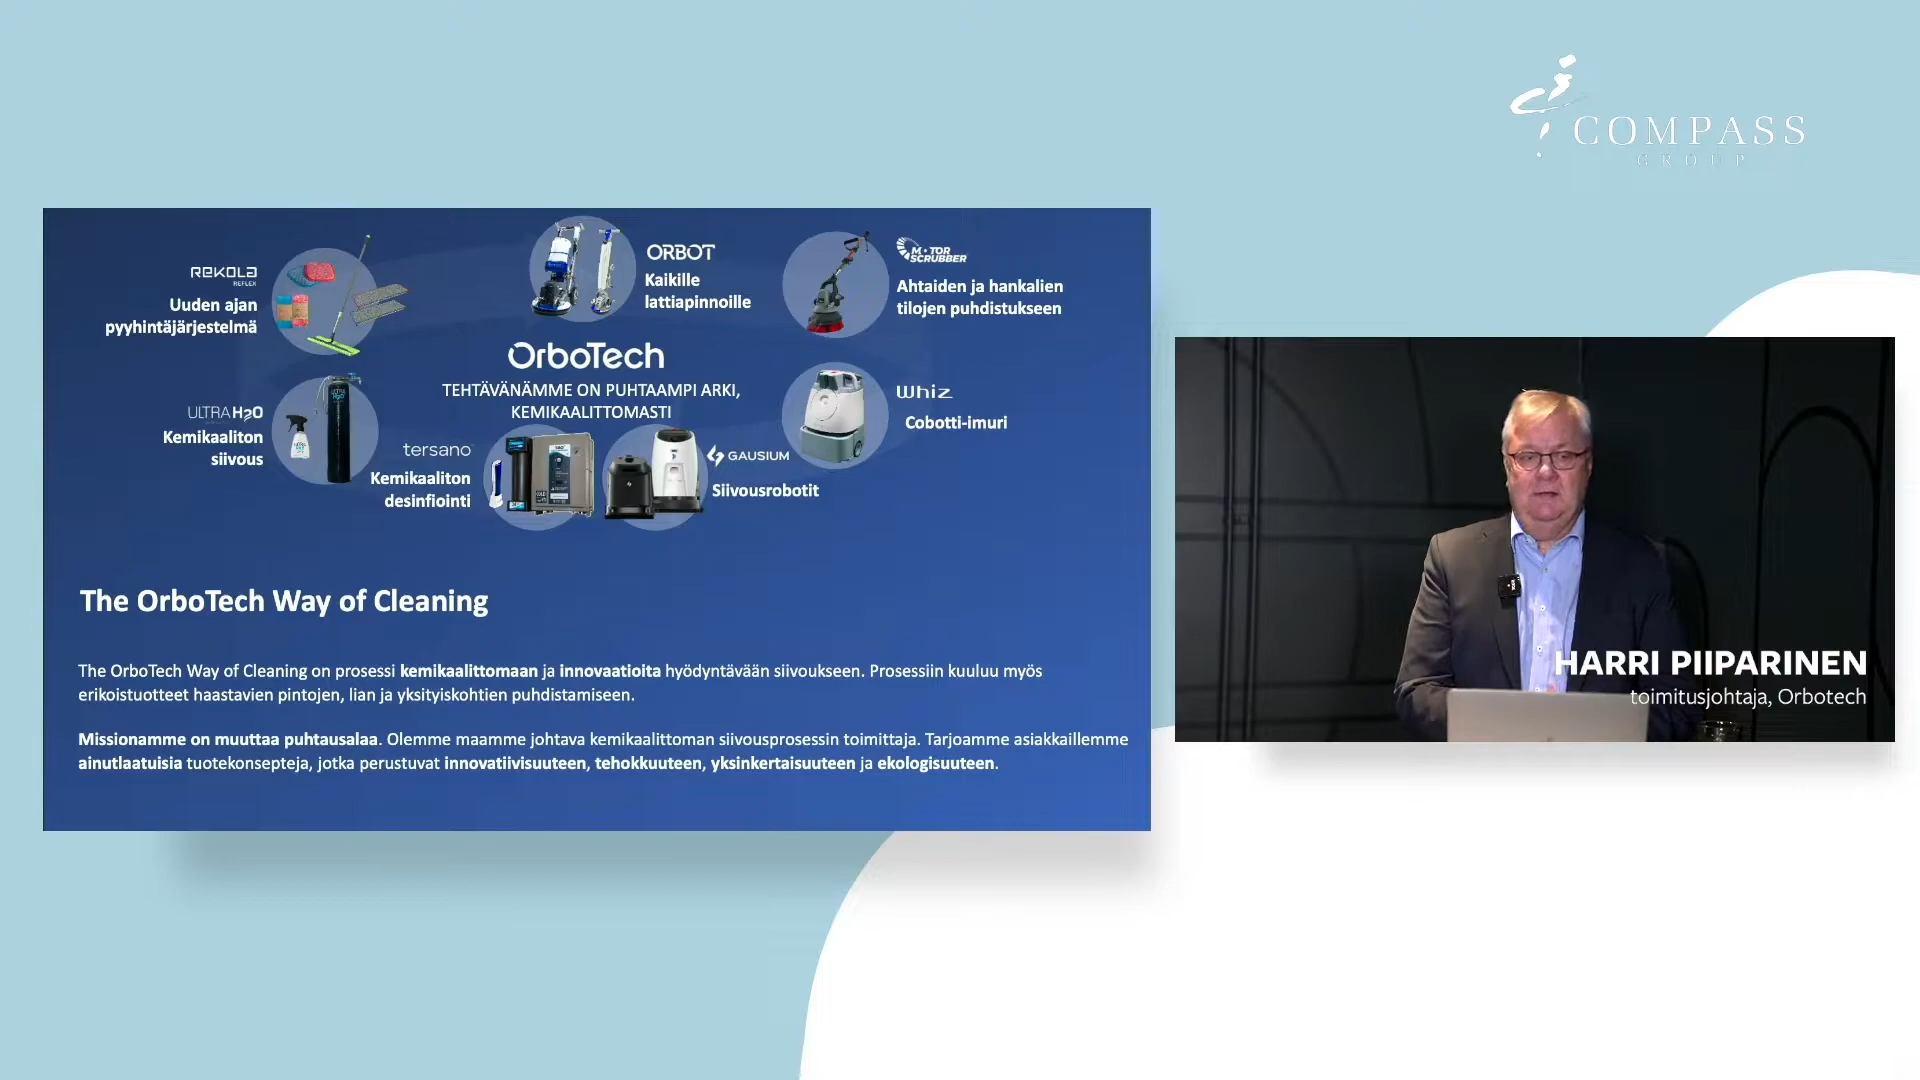 COMPASS
GROUP
REKOLA
REFLEX
Uuden ajan
pyyhintäjärjestelmä
ORBOT
Kaikille
lattiapinnoille
MOTOR
SCRUBBER
Ahtaiden ja hankalien
tilojen puhdistukseen
OrboTech
TEHTÄVÄNÄMME ON PUHTAAMPI ARKI,
KEMIKAALITTOMASTI
ULTRA H2O
Kemikaaliton
siivous
tersano
Kemikaaliton
desinfiointi
GAUSIUM
Siivousrobotit
Whiz
Cobotti-imuri
The OrboTech Way of Cleaning
The OrboTech Way of Cleaning on prosessi kemikaalittomaan ja innovaatioita hyödyntävään siivoukseen. Prosessiin kuuluu myös
erikoistuotteet haastavien pintojen, lian ja yksityiskohtien puhdistamiseen.
Missionamme on muuttaa puhtausalaa. Olemme maamme johtava kemikaalittoman siivousprosessin toimittaja. Tarjoamme asiakkaillemme
ainutlaatuisia tuotekonsepteja, jotka perustuvat innovatiivisuuteen, tehokkuuteen, yksinkertaisuuteen ja ekologisuuteen.
HARRI PIIPARINEN
toimitusjohtaja, Orbotech